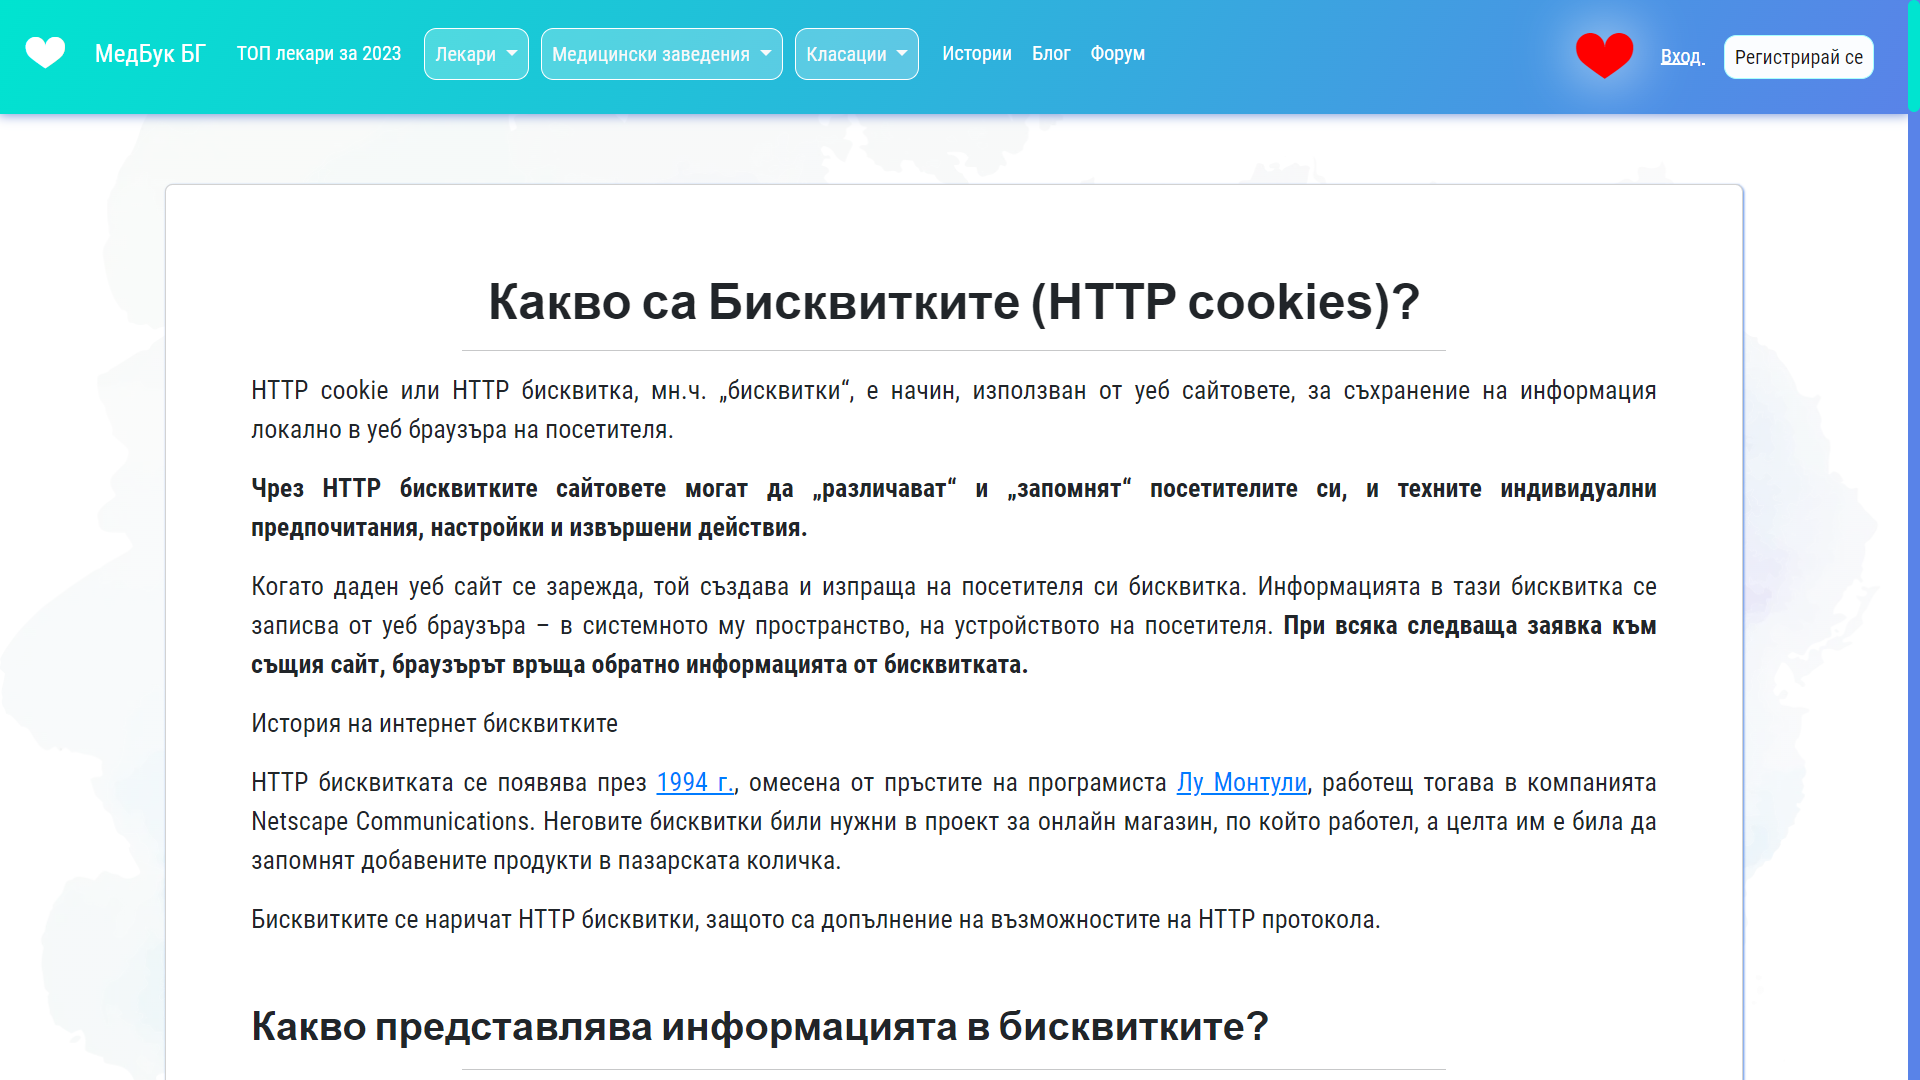 МедБук БГ
ТОП лекари за 2023
Лекари
Медицински заведения
Класации
Истории
Блог
Форум
Вход
Регистрирай се
Какво са Бисквитките (HTTP cookies)?
HTTP cookie или HTTP бисквитка, мн.ч. „бисквитки“, е начин, използван от уеб сайтовете, за съхранение на информация
локално в уеб браузъра на посетителя.
Чрез HTTP бисквитките сайтовете могат да „различават“ и „запомнят“ посетителите си, и техните индивидуални
предпочитания, настройки и извършени действия.
Когато даден уеб сайт се зарежда, той създава и изпраща на посетителя си бисквитка. Информацията в тази бисквитка се
записва от уеб браузъра – в системното му пространство, на устройството на посетителя. При всяка следваща заявка към
същия сайт, браузърът връща обратно информацията от бисквитката.
История на интернет бисквитките
HTTP бисквитката се появява през 1994 г., омесена от пръстите на програмиста Лу Монтули, работещ тогава в компанията
Netscape Communications. Неговите бисквитки били нужни в проект за онлайн магазин, по който работел, а целта им е била да
запомнят добавените продукти в пазарската количка.
Бисквитките се наричат HTTP бисквитки, защото са допълнение на възможностите на HTTP протокола.
Какво представлява информацията в бисквитките?